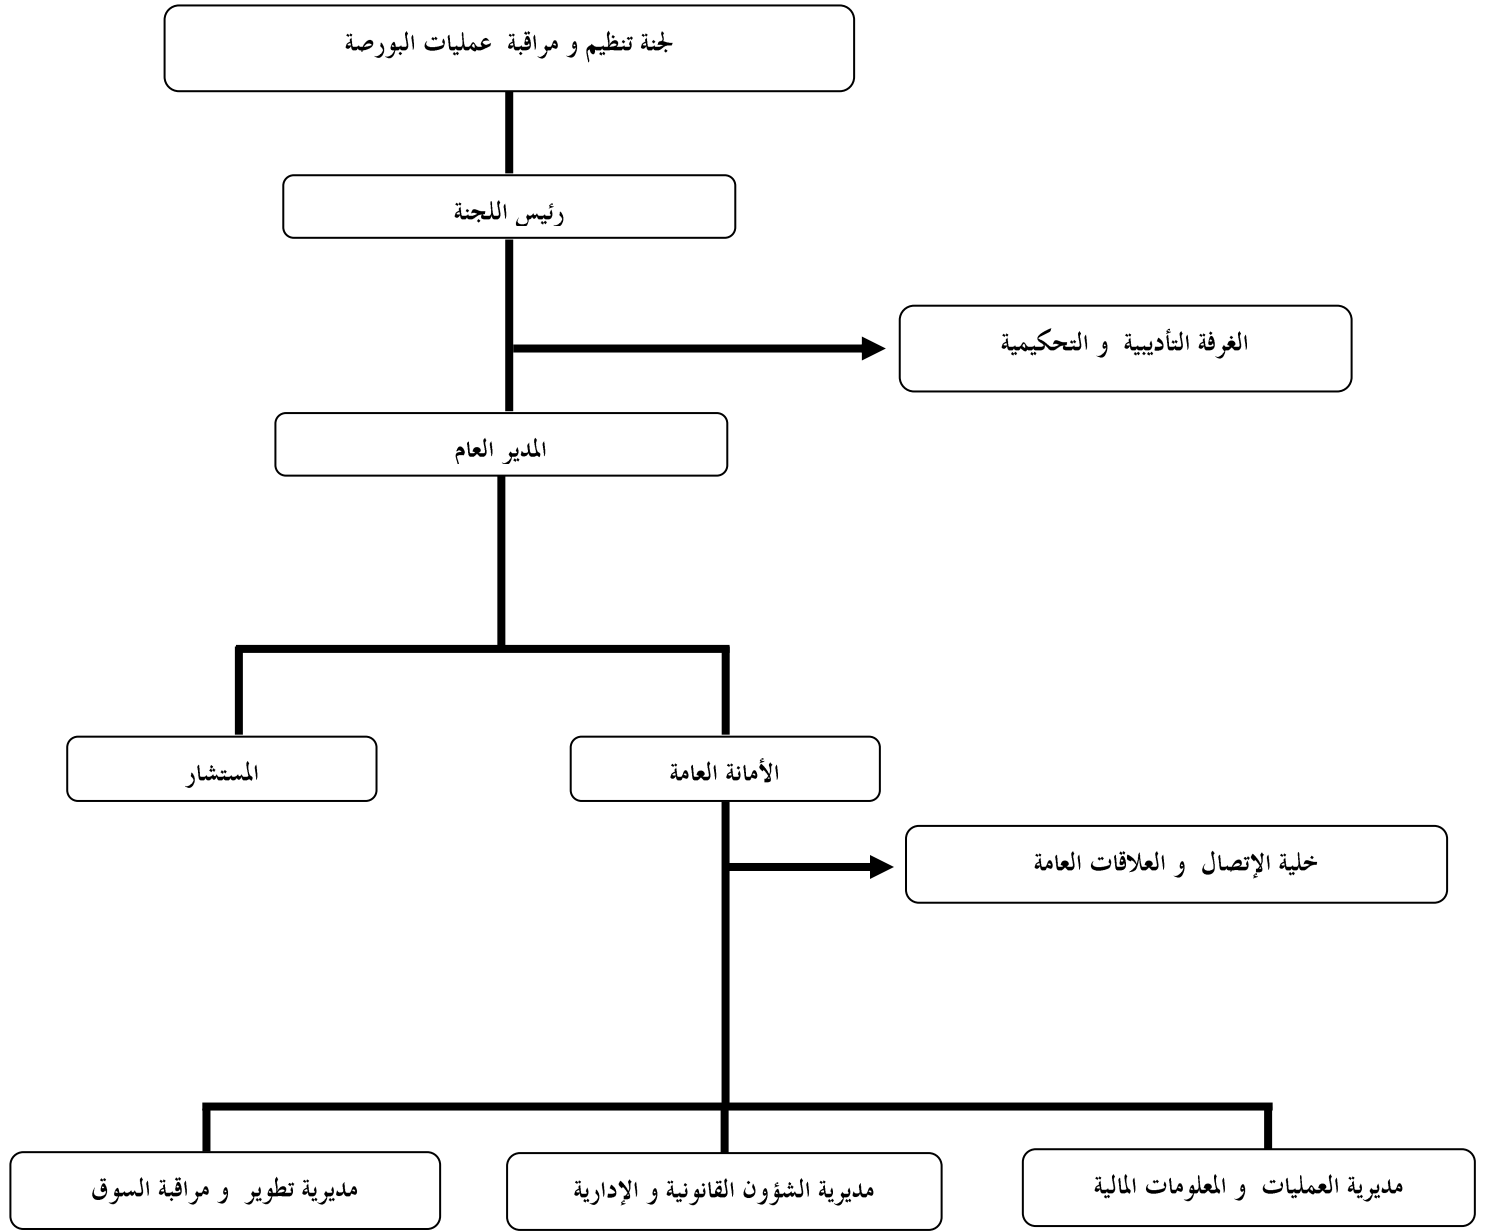 لجنة تنظيم و مراقبة عمليات البورصة
رئيس اللجنة
الغرفة التأديبية و التحكيمية
المدير العام
الأمانة العامة
المستشار
خلية الإتصال و العلاقات العامة
مديرية العمليات و المعلومات المالية
مديرية الشؤون القانونية و الإدارية
مديرية تطوير و مراقبة السوق